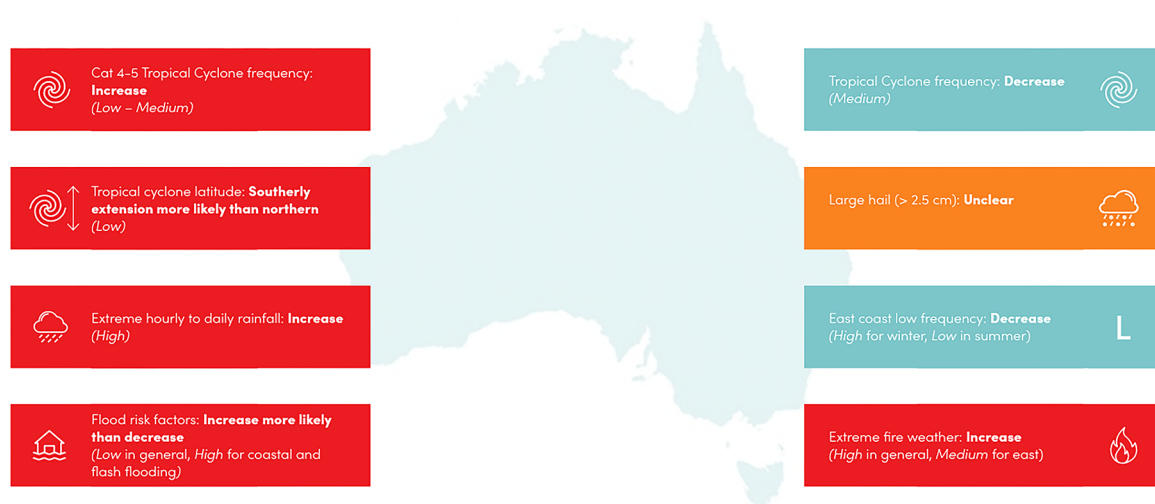 Cat 4-5 Tropical Cyclone frequency:
Increase
(Low – Medium)
Tropical cyclone latitude: Southerly
extension more likely than northern
(Low)
Extreme hourly to daily rainfall: Increase
(High)
Flood risk factors: Increase more likely
than decrease
(Low in general, High for coastal and
flash flooding)
Tropical Cyclone frequency: Decrease
(Medium)
Large hail (> 2.5 cm): Unclear
East coast low frequency: Decrease
(High for winter, Low in summer)
L
Extreme fire weather: Increase
(High in general, Medium for east)